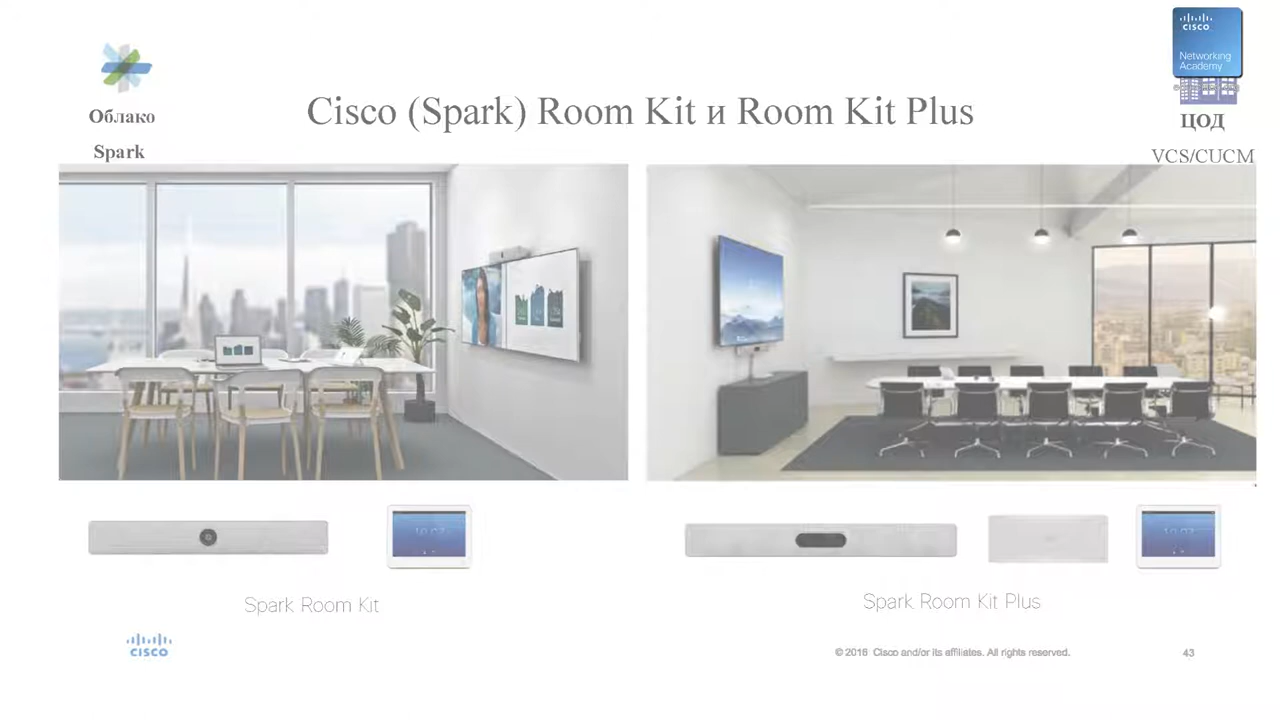 CISCO
Networking
Academy
Облако
Spark
Cisco (Spark) Room Kit и Room Kit Plus
ЦОД
VCS/CUCM
Spark Room Kit
Spark Room Kit Plus
CISCO
© 2018 Cisco and/or its affiliates. All rights reserved.
43